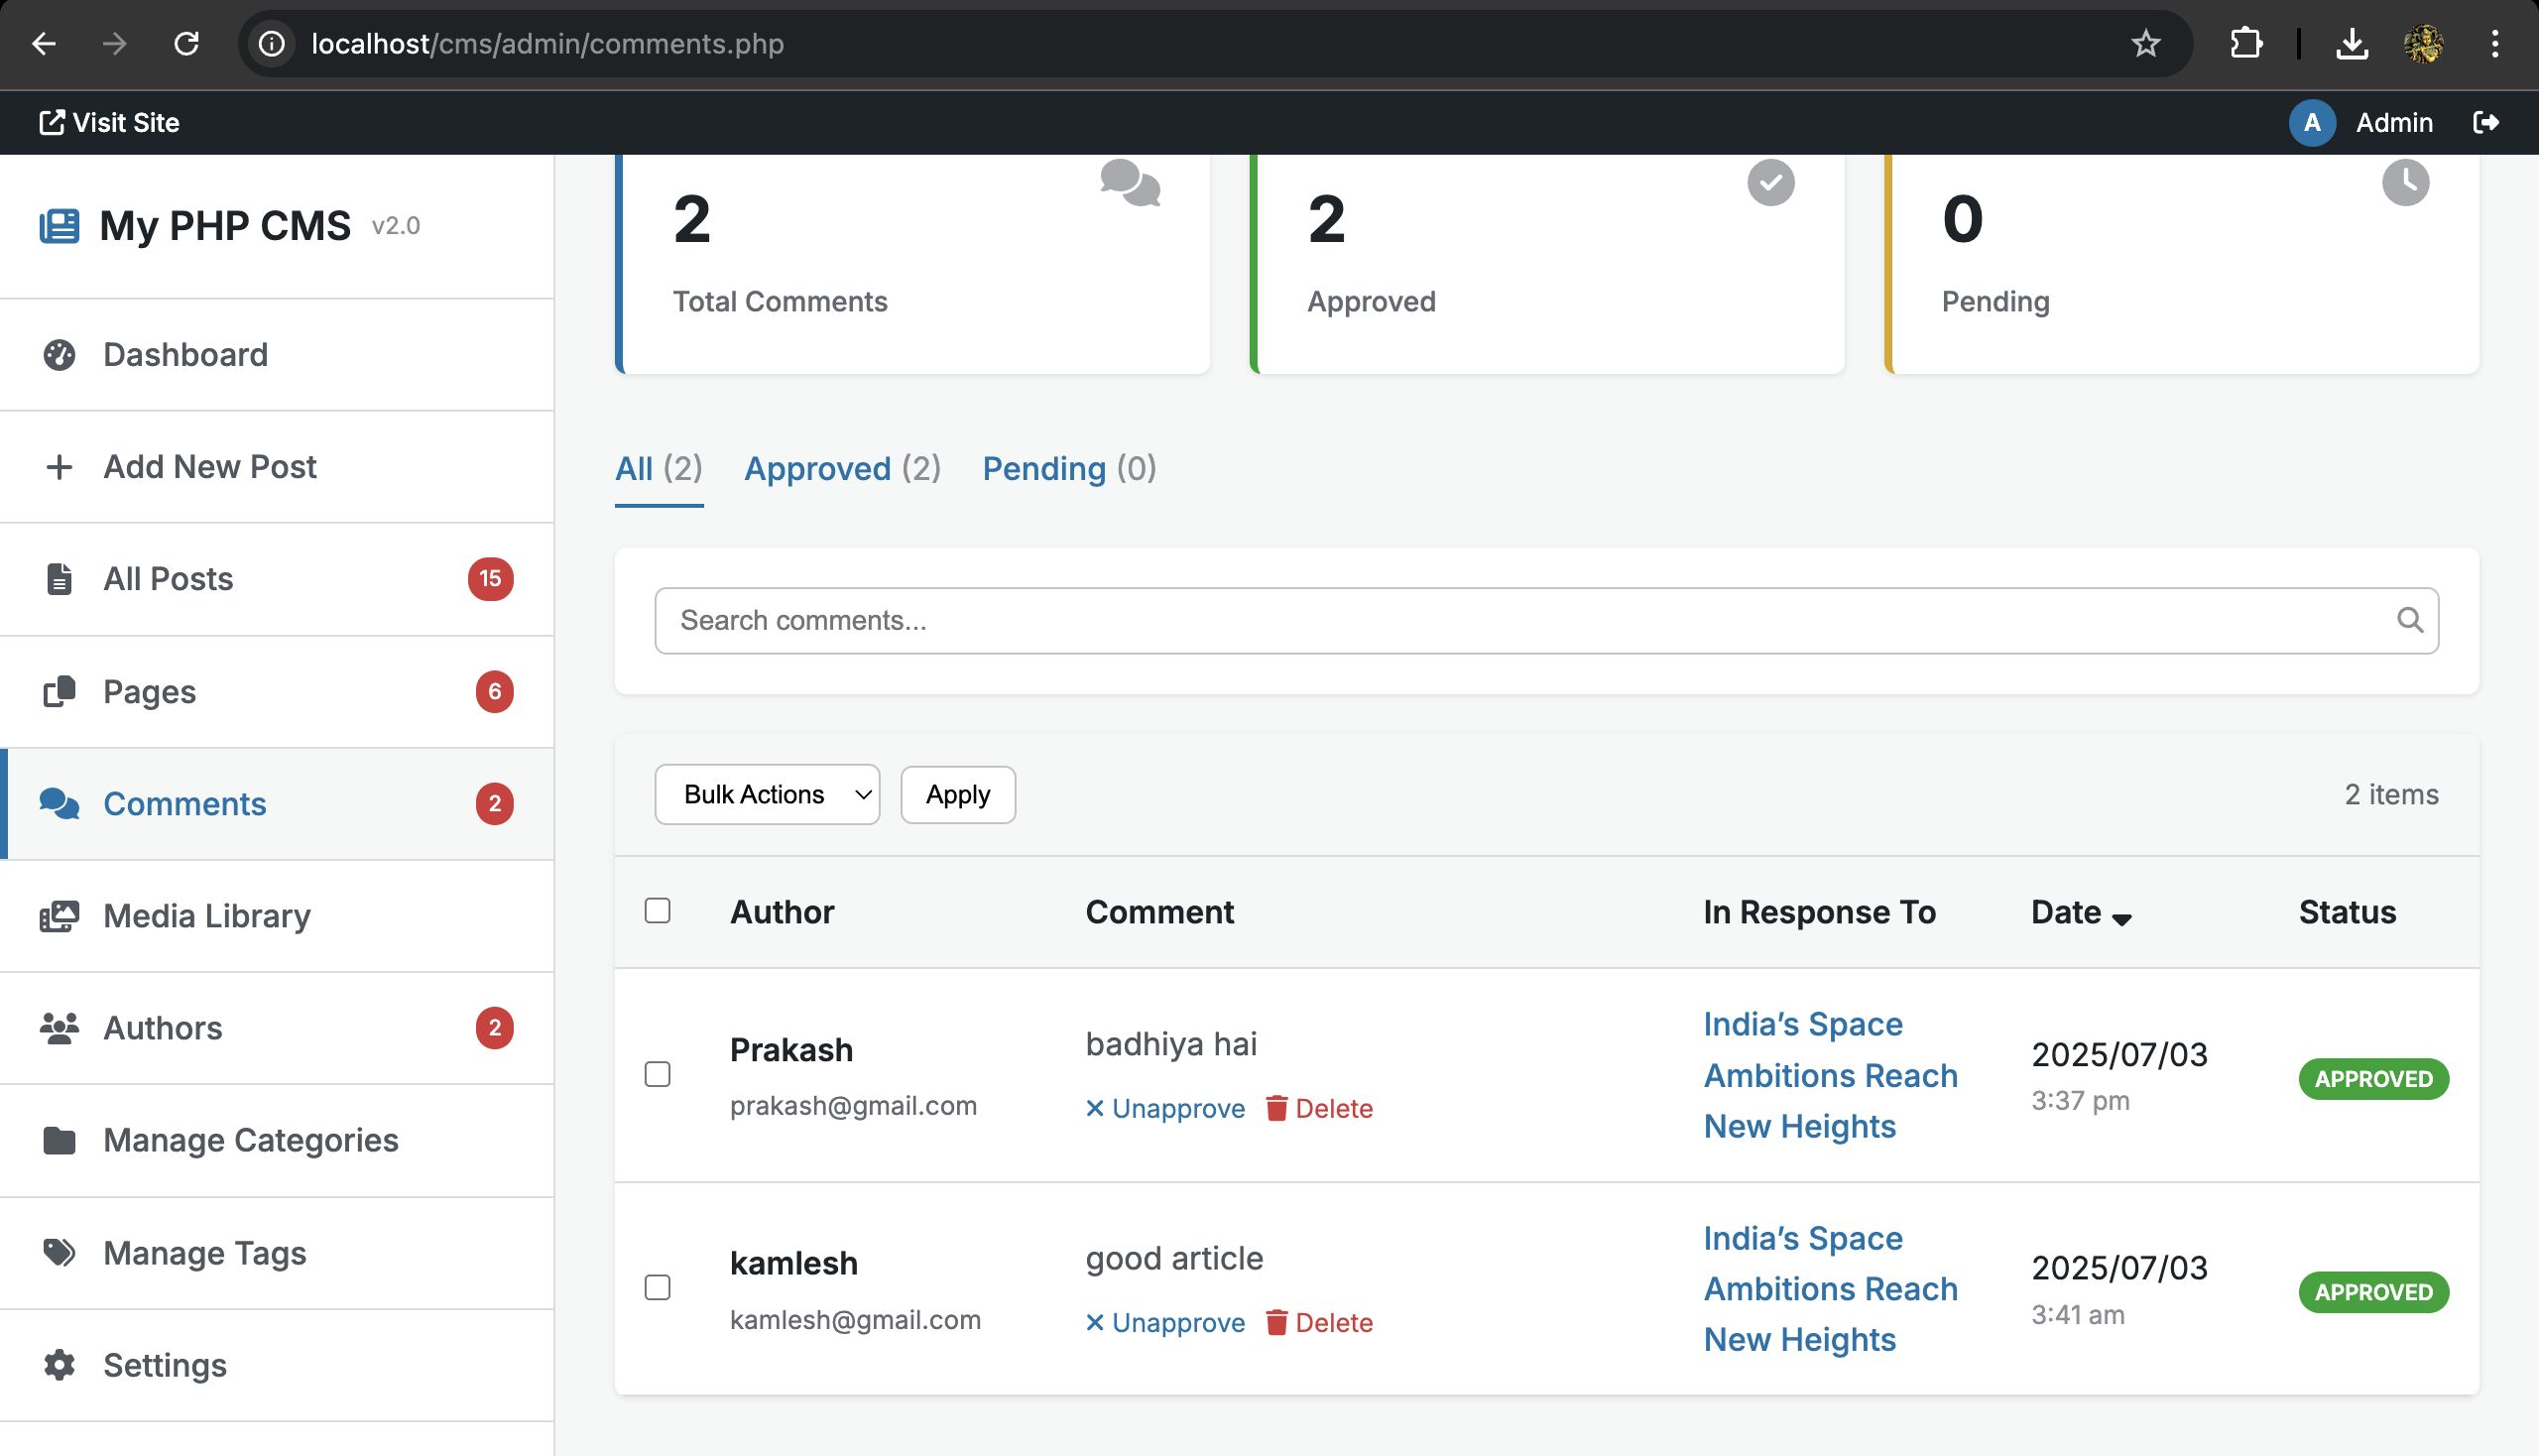 localhost/cms/admin/comments.php
Visit Site
A Admin
My PHP CMS v2.0
Dashboard
Add New Post
All Posts 15
Pages 6
Comments 2
Media Library
Authors 2
Manage Categories
Manage Tags
Settings
2
Total Comments
2
Approved
0
Pending
All (2) Approved (2) Pending (0)
Search comments...
Bulk Actions Apply 2 items
Author Comment In Response To Date Status
Prakash
prakash@gmail.com
badhiya hai
Unapprove Delete
India’s Space
Ambitions Reach
New Heights
2025/07/03
3:37 pm
APPROVED
kamlesh
kamlesh@gmail.com
good article
Unapprove Delete
India’s Space
Ambitions Reach
New Heights
2025/07/03
3:41 am
APPROVED